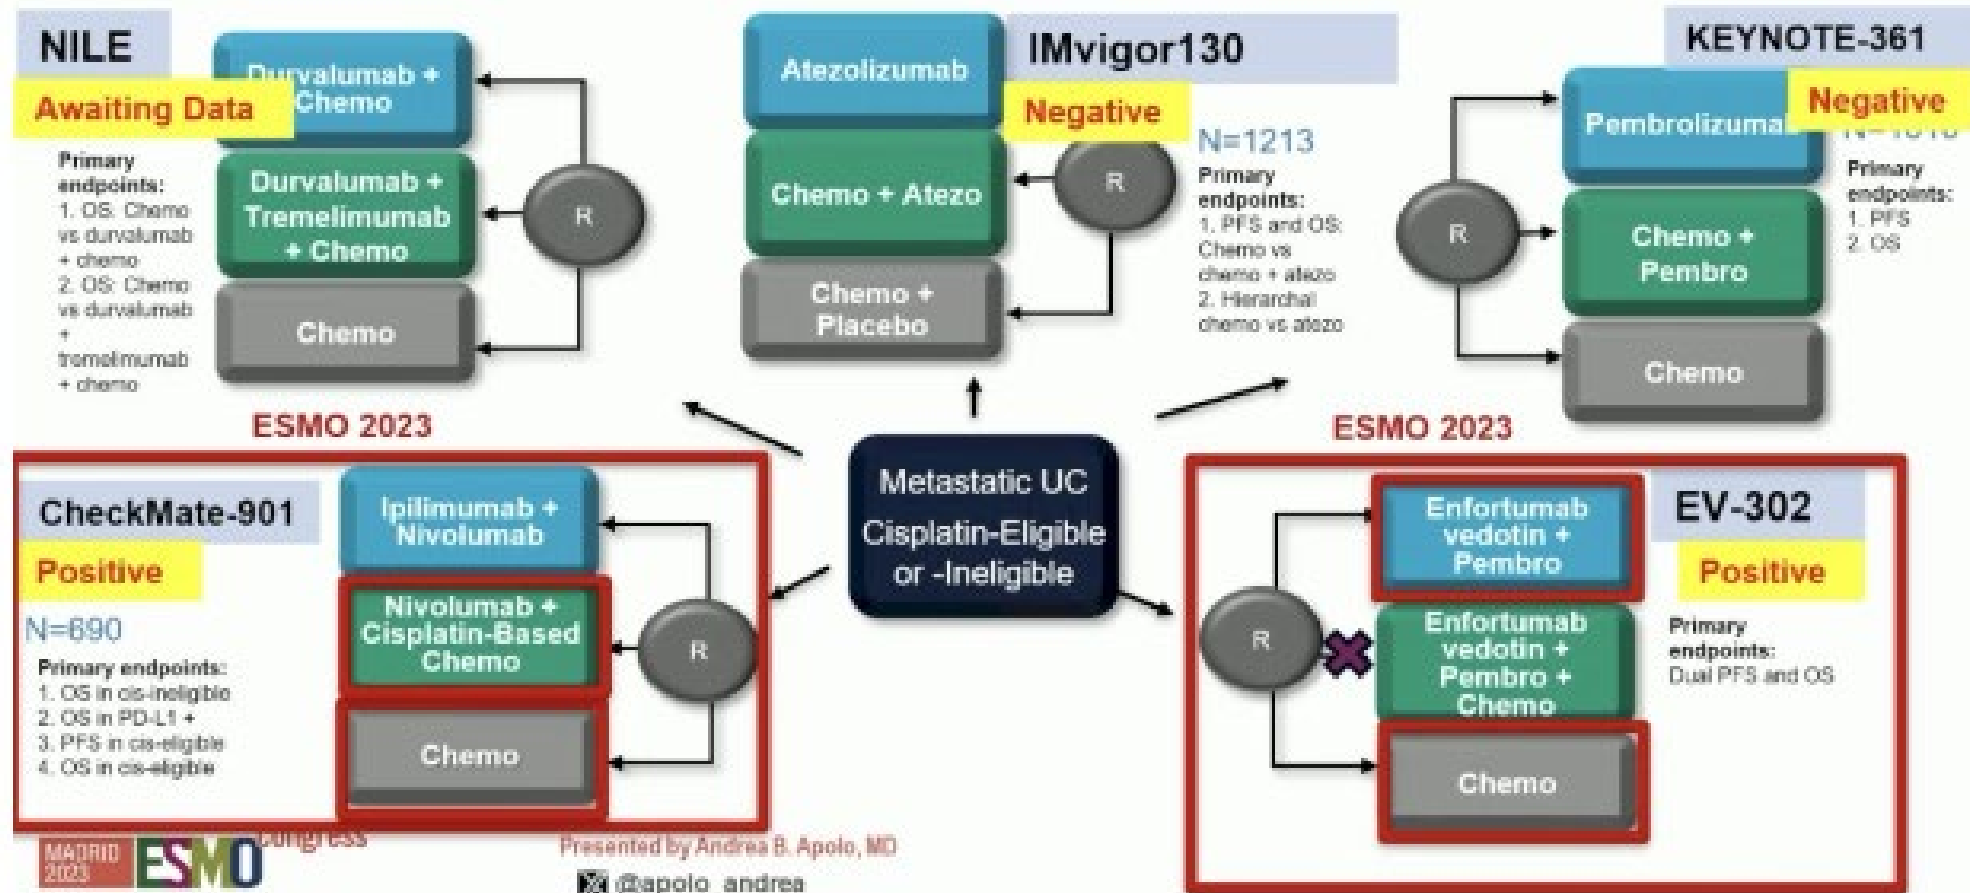 NILE
Awaiting Data
Primary
endpoints:
1. OS: Chemo
vs durvalumab
+ chemo
2. OS: Chemo
vs durvalumab
+
tremelimumab
+ chemo
Durvalumab +
Chemo
Durvalumab +
Tremelimumab
+ Chemo
Chemo
R
IMvigor130
Negative
Atezolizumab
Chemo + Atezo
Chemo +
Placebo
R
N=1213
Primary
endpoints:
1. PFS and OS:
Chemo vs
chemo + atezo
2. Hierarchal
chemo vs atezo
KEYNOTE-361
Negative
R
Pembrolizuma
Chemo +
Pembro
Chemo
Primary
endpoints:
1. PFS
2. OS
ESMO 2023
CheckMate-901
Positive
N=690
Primary endpoints:
1. OS in cis-ineligible
2. OS in PD-L1 +
3. PFS in cis-eligible
4. OS in cis-eligible
Ipilimumab +
Nivolumab
Nivolumab +
Cisplatin-Based
Chemo
Chemo
R
Metastatic UC
Cisplatin-Eligible
or -Ineligible
ESMO 2023
EV-302
Positive
R
Enfortumab
vedotin +
Pembro
Enfortumab
vedotin +
Pembro +
Chemo
Chemo
Primary
endpoints:
Dual PFS and OS
MADRID
2023
ESMO
congress
Presented by Andrea B. Apolo, MD
@apolo_andrea